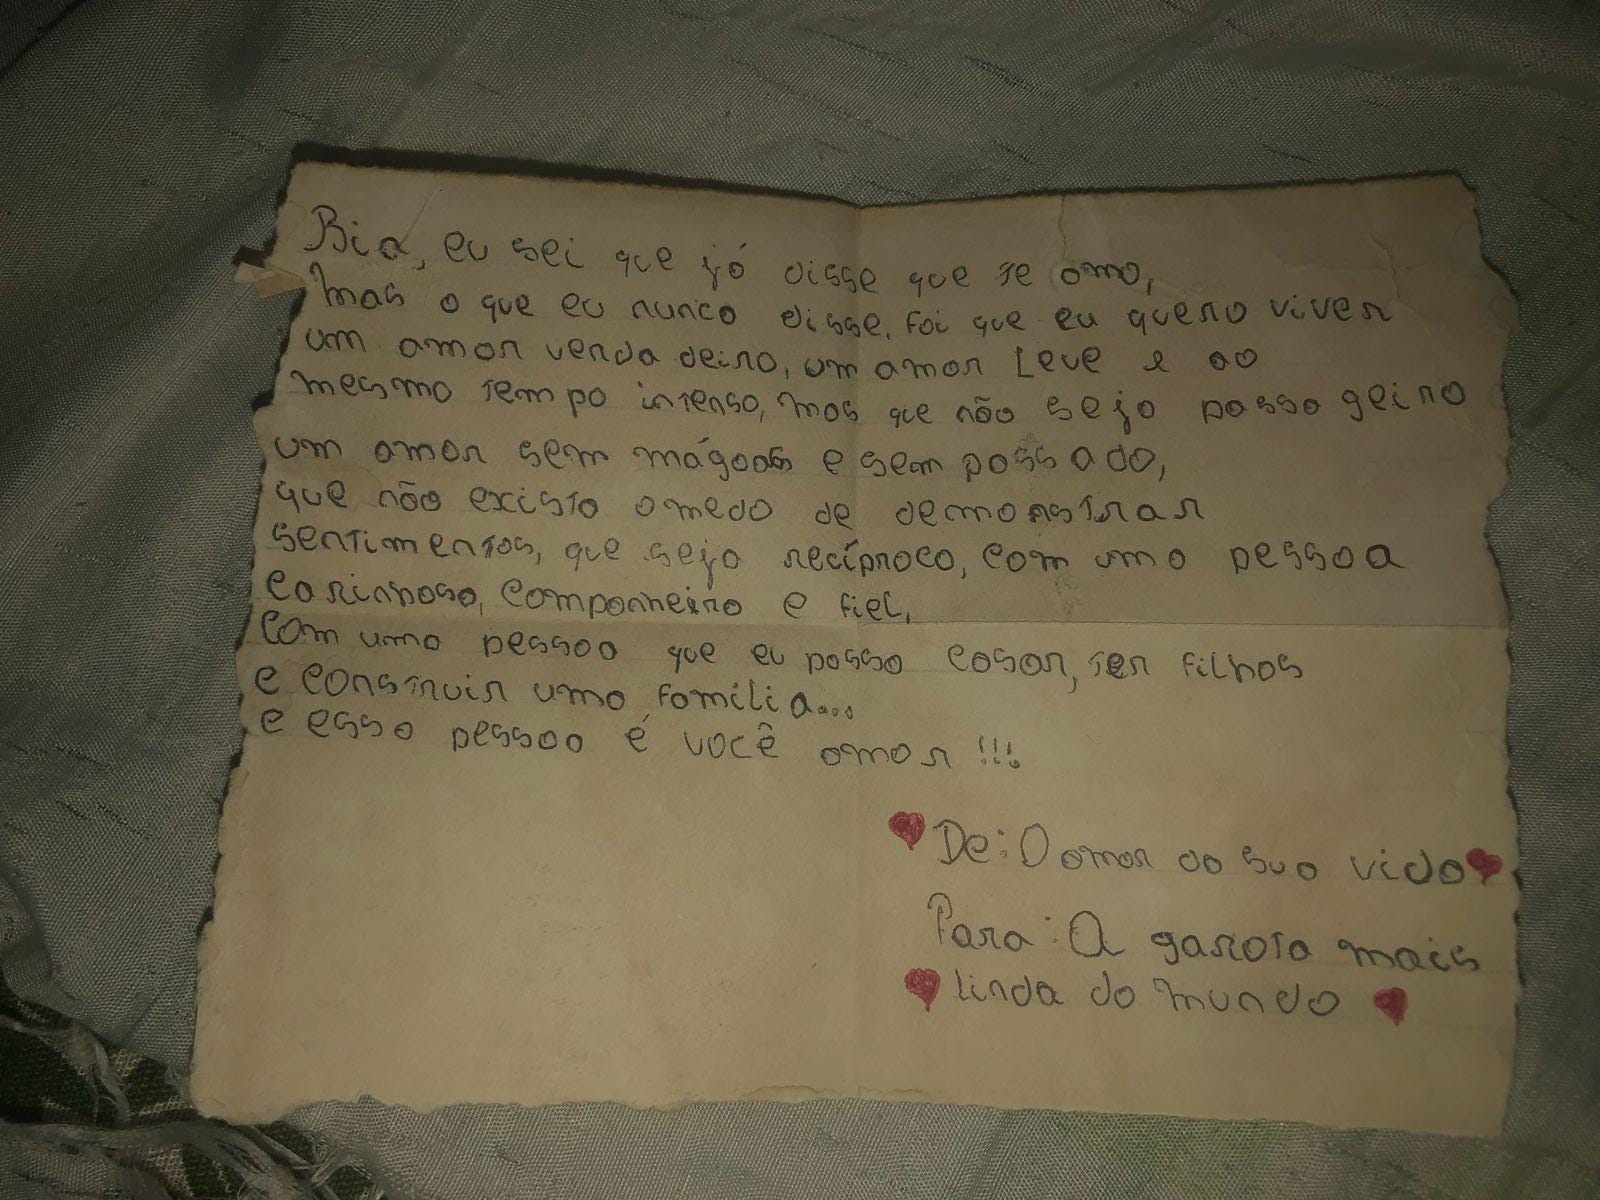 Bia, eu sei que já disse que te amo,
mas o que eu nunca disse, foi que eu quero viver
um amor verdadeiro, um amor leve e ao
mesmo tempo intenso, mas que não seja passageiro
um amor sem mágoas e sem passado,
que não exista o medo de demonstrar
sentimentos, que seja recíproco, com uma pessoa
carinhosa, companheira e fiel,
com uma pessoa que eu possa casar, ter filhos
e construir uma família...
e essa pessoa é você amor !!!
De: O amor da sua vida
Para: A garota mais
linda do mundo